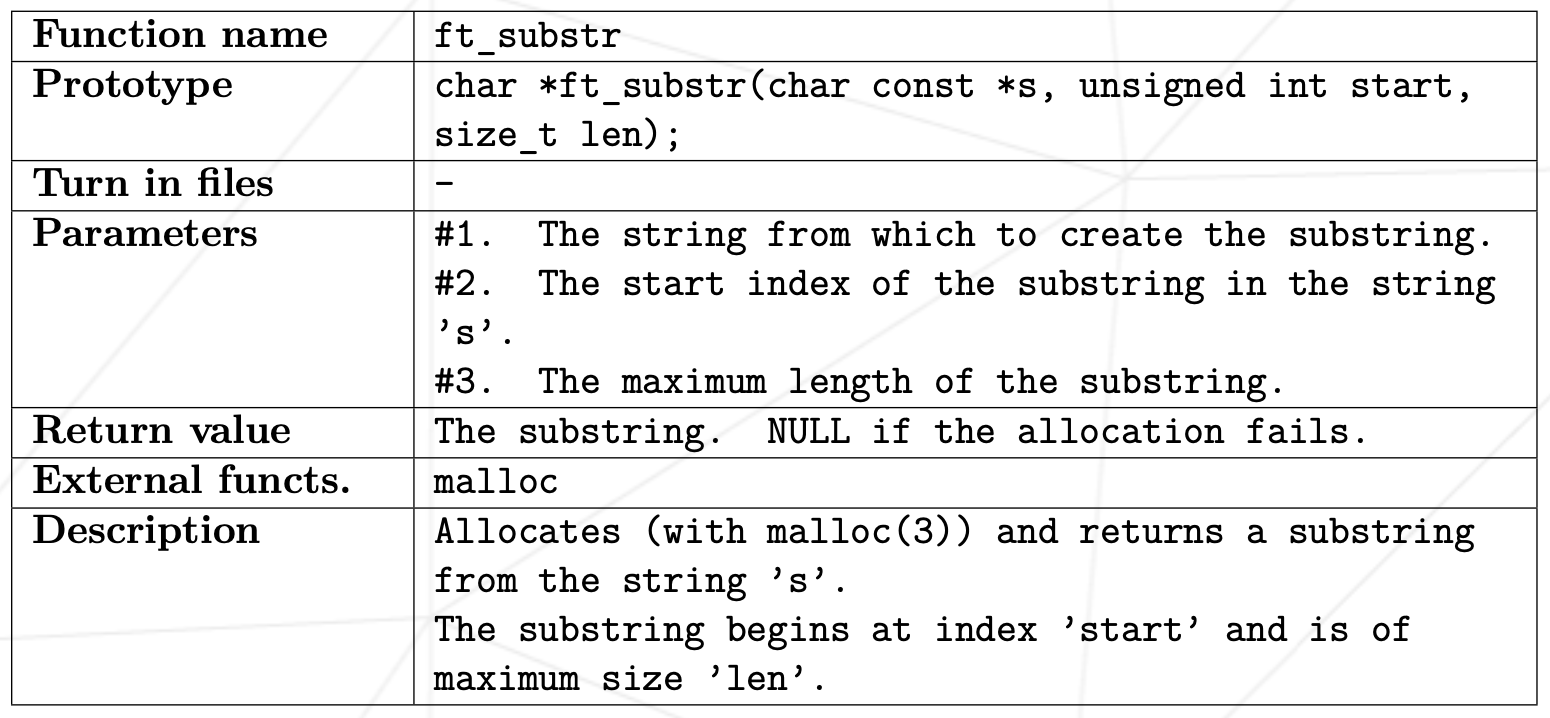 Function name ft_substr
Prototype char *ft_substr(char const *s, unsigned int start,
size_t len);
Turn in files -
Parameters #1. The string from which to create the substring.
#2. The start index of the substring in the string
’s’.
#3. The maximum length of the substring.
Return value The substring. NULL if the allocation fails.
External functs. malloc
Description Allocates (with malloc(3)) and returns a substring
from the string ’s’.
The substring begins at index ’start’ and is of
maximum size ’len’.